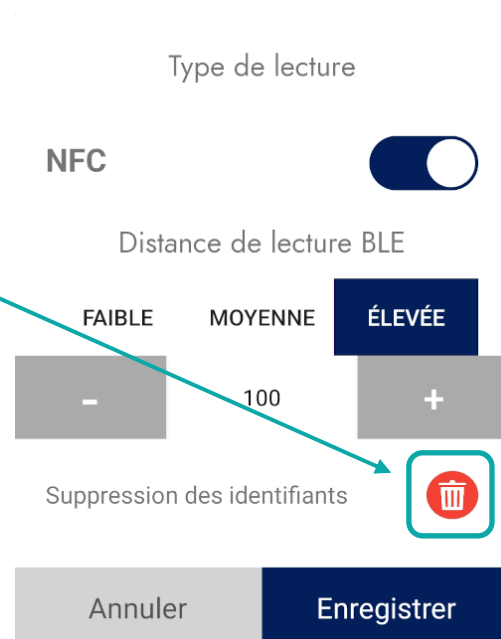 Type de lecture
NFC
Distance de lecture BLE
FAIBLE MOYENNE ÉLEVÉE
- 100 +
Suppression des identifiants
Annuler Enregistrer